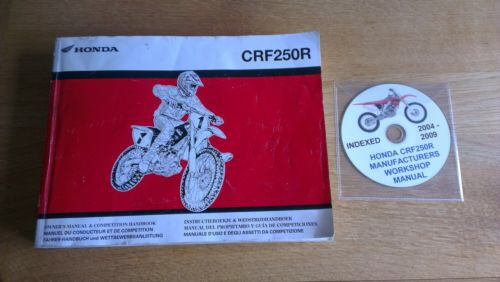 HONDA
CRF250R
1
1
OWNER'S MANUAL & COMPETITION HANDBOOK
MANUEL DU CONDUCTEUR ET DE COMPETITION
FAHRER-HANDBUCH und WETTBEWERBSANLEITUNG
INSTRUCTIEBOEKJE & WEDSTRIJDHANDBOEK
MANUAL DEL PROPIETARIO Y GUÍA DE COMPETICIONES
MANUALE D'USO E DEGLI ASSETTI DA COMPETIZIONE
INDEXED
2004 -
2009
HONDA CRF250R
MANUFACTURERS
WORKSHOP
MANUAL